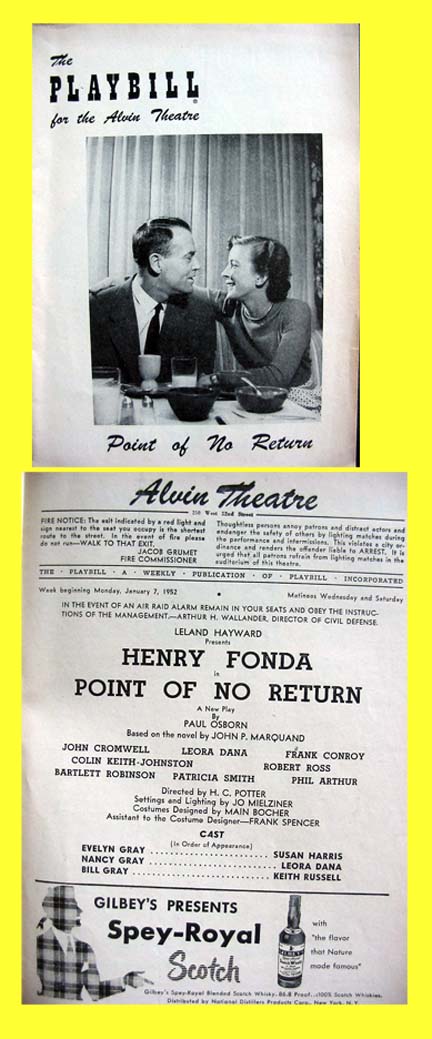 The
PLAYBILL
for the Alvin Theatre
Point of No Return
Alvin Theatre
250 West 52nd Street
FIRE NOTICE: The exit indicated by a red light and
sign nearest to the seat you occupy is the shortest
route to the street. In the event of fire please
do not run—WALK TO THAT EXIT.
JACOB GRUMET
FIRE COMMISSIONER
Thoughtless persons annoy patrons and distract actors and
endanger the safety of others by lighting matches during
the performance and intermissions. This violates a city or-
dinance and renders the offender liable to ARREST. It is
urged that all patrons refrain from lighting matches in the
auditorium of this theatre.
THE · PLAYBILL · A · WEEKLY · PUBLICATION · OF · PLAYBILL · INCORPORATED
Week beginning Monday, January 7, 1952 • Matinees Wednesday and Saturday
IN THE EVENT OF AN AIR RAID ALARM REMAIN IN YOUR SEATS AND OBEY THE INSTRUC-
TIONS OF THE MANAGEMENT.—ARTHUR H. WALLANDER, DIRECTOR OF CIVIL DEFENSE.
LELAND HAYWARD
Presents
HENRY FONDA
in
POINT OF NO RETURN
A New Play
By
PAUL OSBORN
Based on the novel by JOHN P. MARQUAND
JOHN CROMWELL LEORA DANA FRANK CONROY
COLIN KEITH-JOHNSTON ROBERT ROSS
BARTLETT ROBINSON PATRICIA SMITH PHIL ARTHUR
Directed by H. C. POTTER
Settings and Lighting by JO MIELZINER
Costumes Designed by MAIN BOCHER
Assistant to the Costume Designer—FRANK SPENCER
CAST
(In Order of Appearance)
EVELYN GRAY ........................ SUSAN HARRIS
NANCY GRAY ........................ LEORA DANA
BILL GRAY ........................ KEITH RUSSELL
GILBEY'S PRESENTS
Spey-Royal
Scotch
with
"the flavor
that Nature
made famous"
Gilbey's Spey-Royal Blended Scotch Whisky. 86.8 Proof. 100% Scotch Whiskies.
Distributed by National Distillers Products Corp., New York, N. Y.